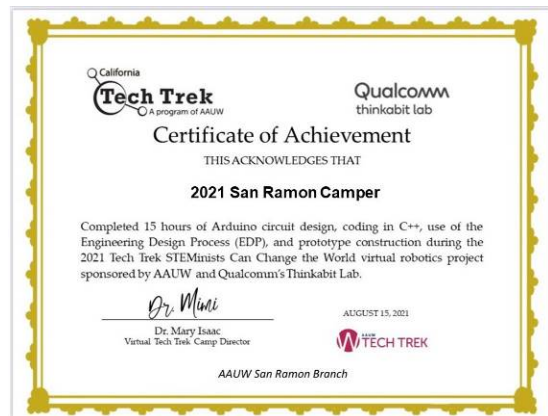 California
Tech Trek
A program of AAUW
Qualcomm
thinkabit lab
Certificate of Achievement
THIS ACKNOWLEDGES THAT
2021 San Ramon Camper
Completed 15 hours of Arduino circuit design, coding in C++, use of the
Engineering Design Process (EDP), and prototype construction during the
2021 Tech Trek STEMinists Can Change the World virtual robotics project
sponsored by AAUW and Qualcomm's Thinkabit Lab.
Dr. Mimi
Dr. Mary Isaac
Virtual Tech Trek Camp Director
AUGUST 15, 2021
AAUW
TECH TREK
AAUW San Ramon Branch